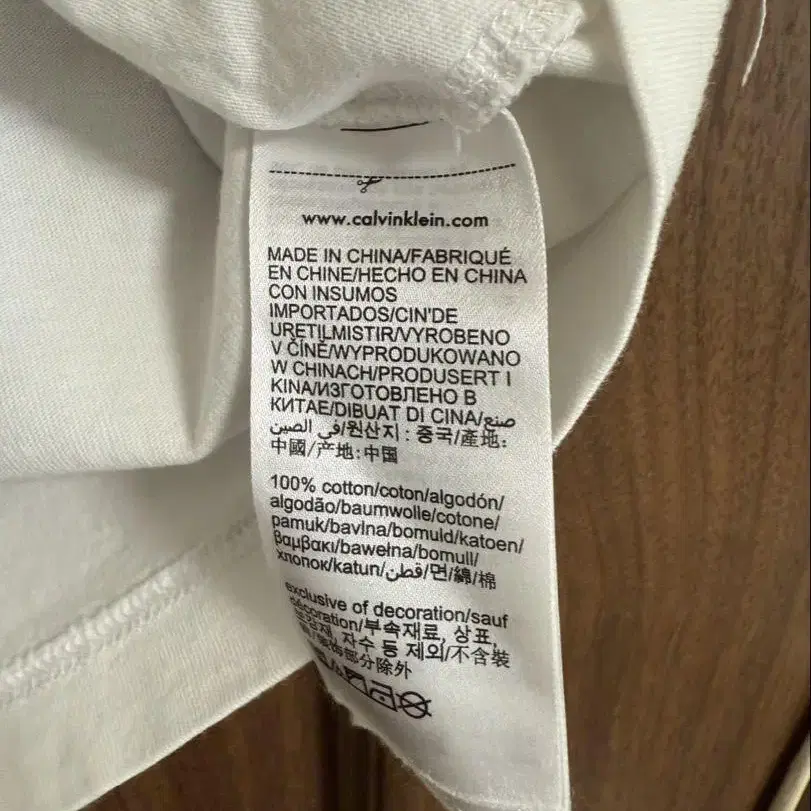 www.calvinklein.com
MADE IN CHINA/FABRIQUÉ
EN CHINE/HECHO EN CHINA
CON INSUMOS
IMPORTADOS/CIN'DE
URETILMISTIR/VYROBENO
V ČÍNĚ/WYPRODUKOWANO
W CHINACH/PRODUSERT I
KINA/ИЗГОТОВЛЕНО В
КИТАЕ/DIBUAT DI CINA/صنع
في الصين/원산지 : 중국/產地:
中國/产地:中国
100% cotton/coton/algodón/
algodão/baumwolle/cotone/
pamuk/bavlna/bomuld/katoen/
βαμβακι/bawełna/bomull/
хлопок/katun/قطن/면/綿/棉
exclusive of decoration/sauf
décoration/부속재료, 상표,
자수 등 제외/不含裝
部分除外